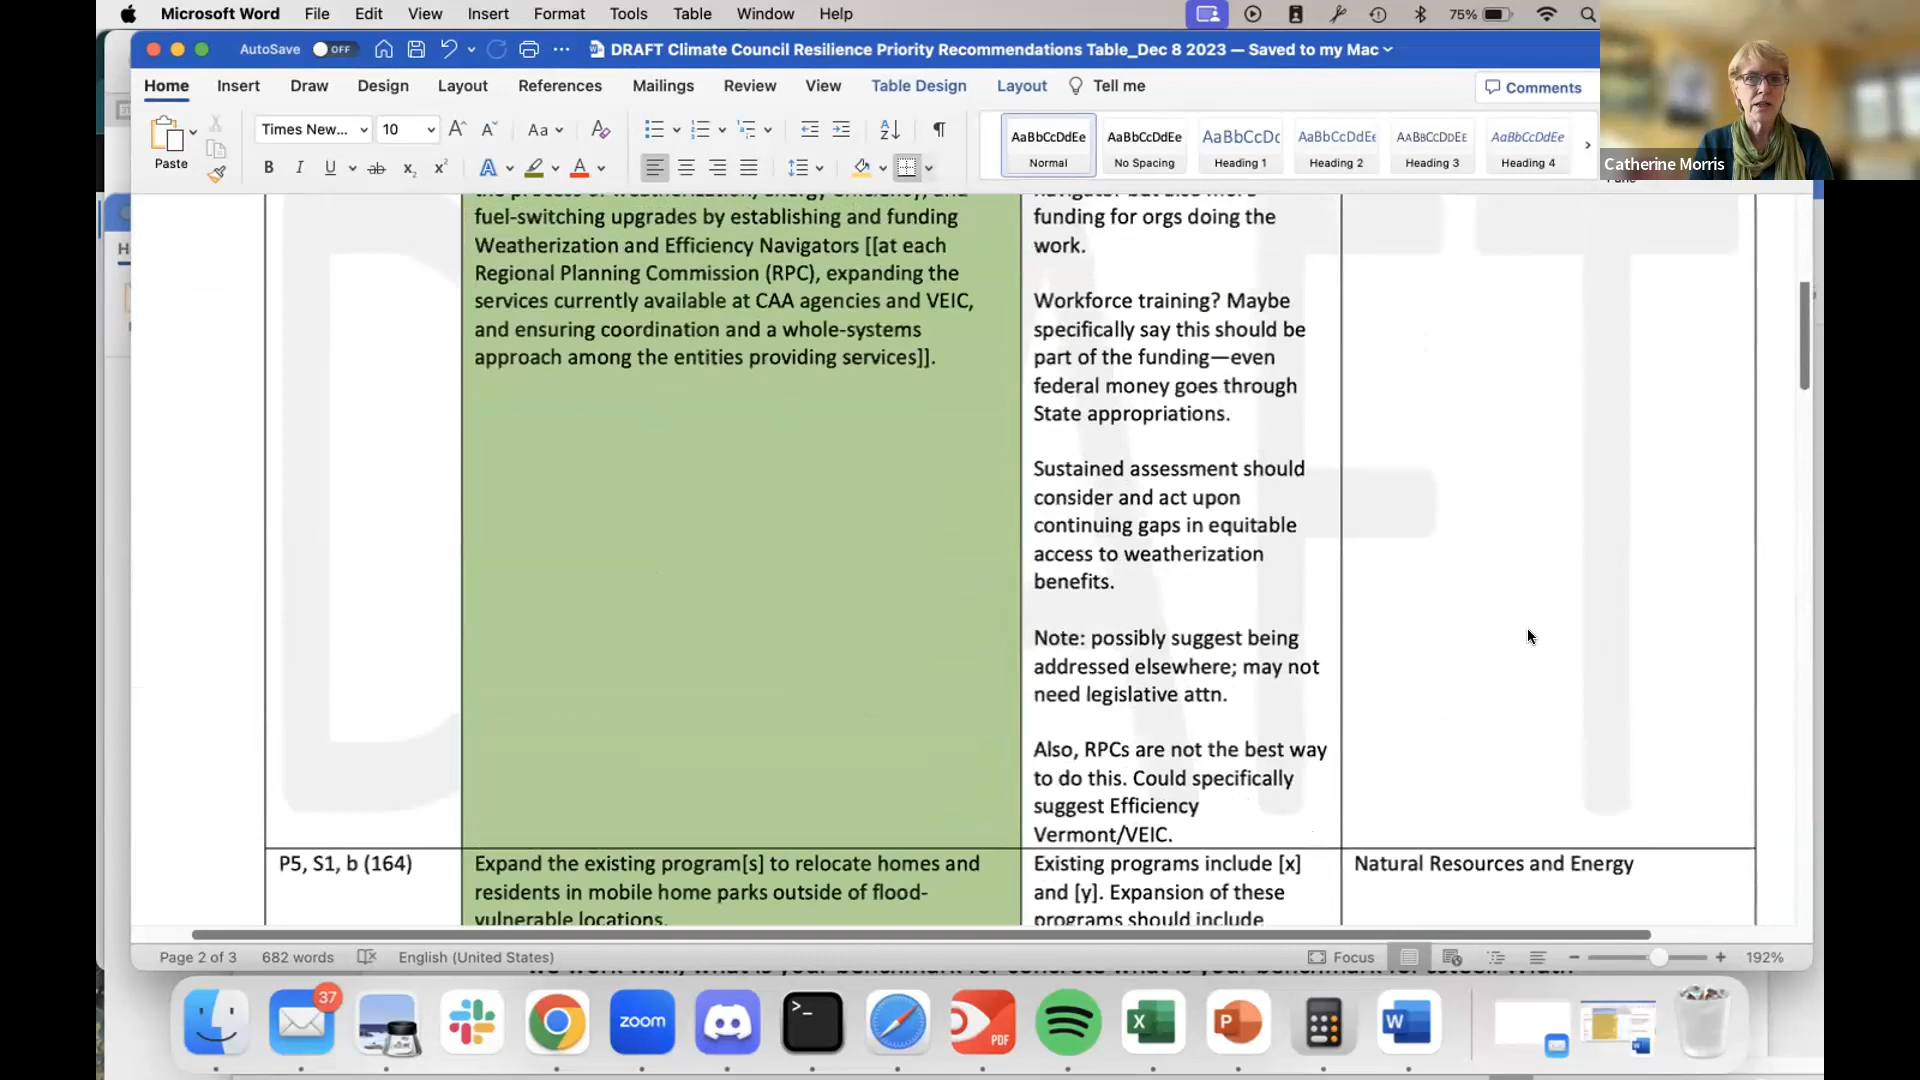 Microsoft Word File Edit View Insert Format Tools Table Window Help 75%
AutoSave OFF DRAFT Climate Council Resilience Priority Recommendations Table_Dec 8 2023 — Saved to my Mac
Home Insert Draw Design Layout References Mailings Review View Table Design Layout Tell me Comments
Paste
Times New... 10
AaBbCcDdEe AaBbCcDdEe AaBbCcDc AaBbCcDdEe AaBbCcDdEe AaBbCcDdEe
Normal No Spacing Heading 1 Heading 2 Heading 3 Heading 4
Catherine Morris
fuel-switching upgrades by establishing and funding
Weatherization and Efficiency Navigators [[at each
Regional Planning Commission (RPC), expanding the
services currently available at CAA agencies and VEIC,
and ensuring coordination and a whole-systems
approach among the entities providing services]].
funding for orgs doing the
work.
Workforce training? Maybe
specifically say this should be
part of the funding—even
federal money goes through
State appropriations.
Sustained assessment should
consider and act upon
continuing gaps in equitable
access to weatherization
benefits.
Note: possibly suggest being
addressed elsewhere; may not
need legislative attn.
Also, RPCs are not the best way
to do this. Could specifically
suggest Efficiency
Vermont/VEIC.
P5, S1, b (164)
Expand the existing program[s] to relocate homes and
residents in mobile home parks outside of flood-
vulnerable locations.
Existing programs include [x]
and [y]. Expansion of these
programs should include
Natural Resources and Energy
DRAFT
Page 2 of 3 682 words English (United States) Focus 192%
37
zoom
PDF